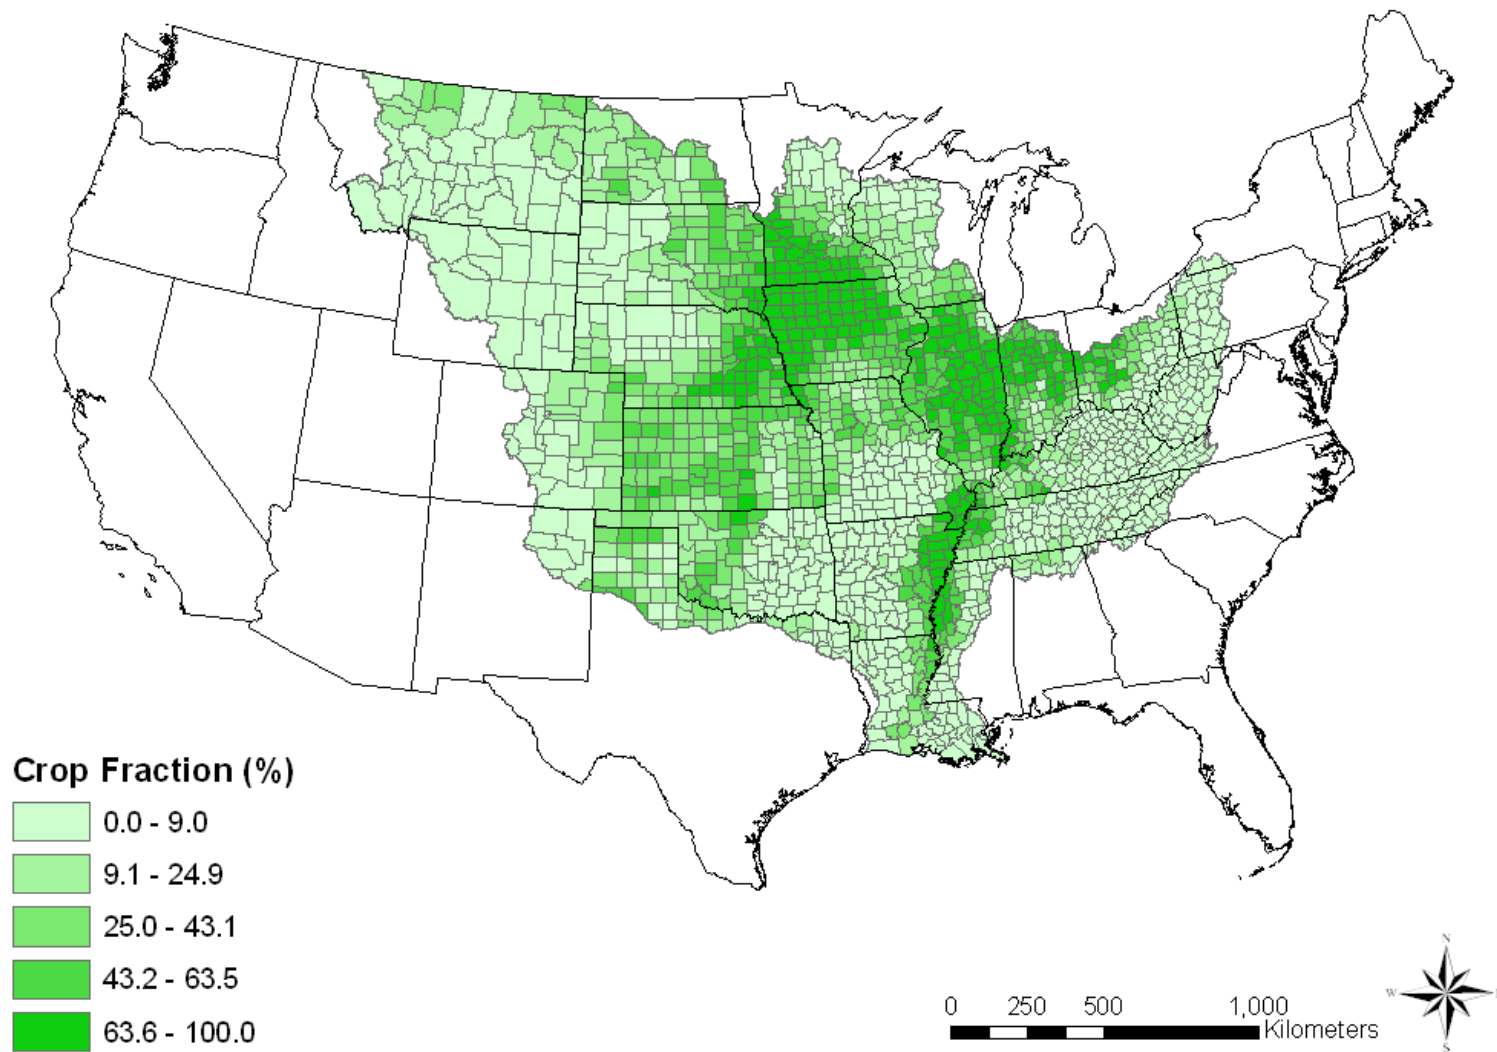 Crop Fraction (%)
0.0 - 9.0
9.1 - 24.9
25.0 - 43.1
43.2 - 63.5
63.6 - 100.0
0 250 500 1,000
Kilometers
N
W
S